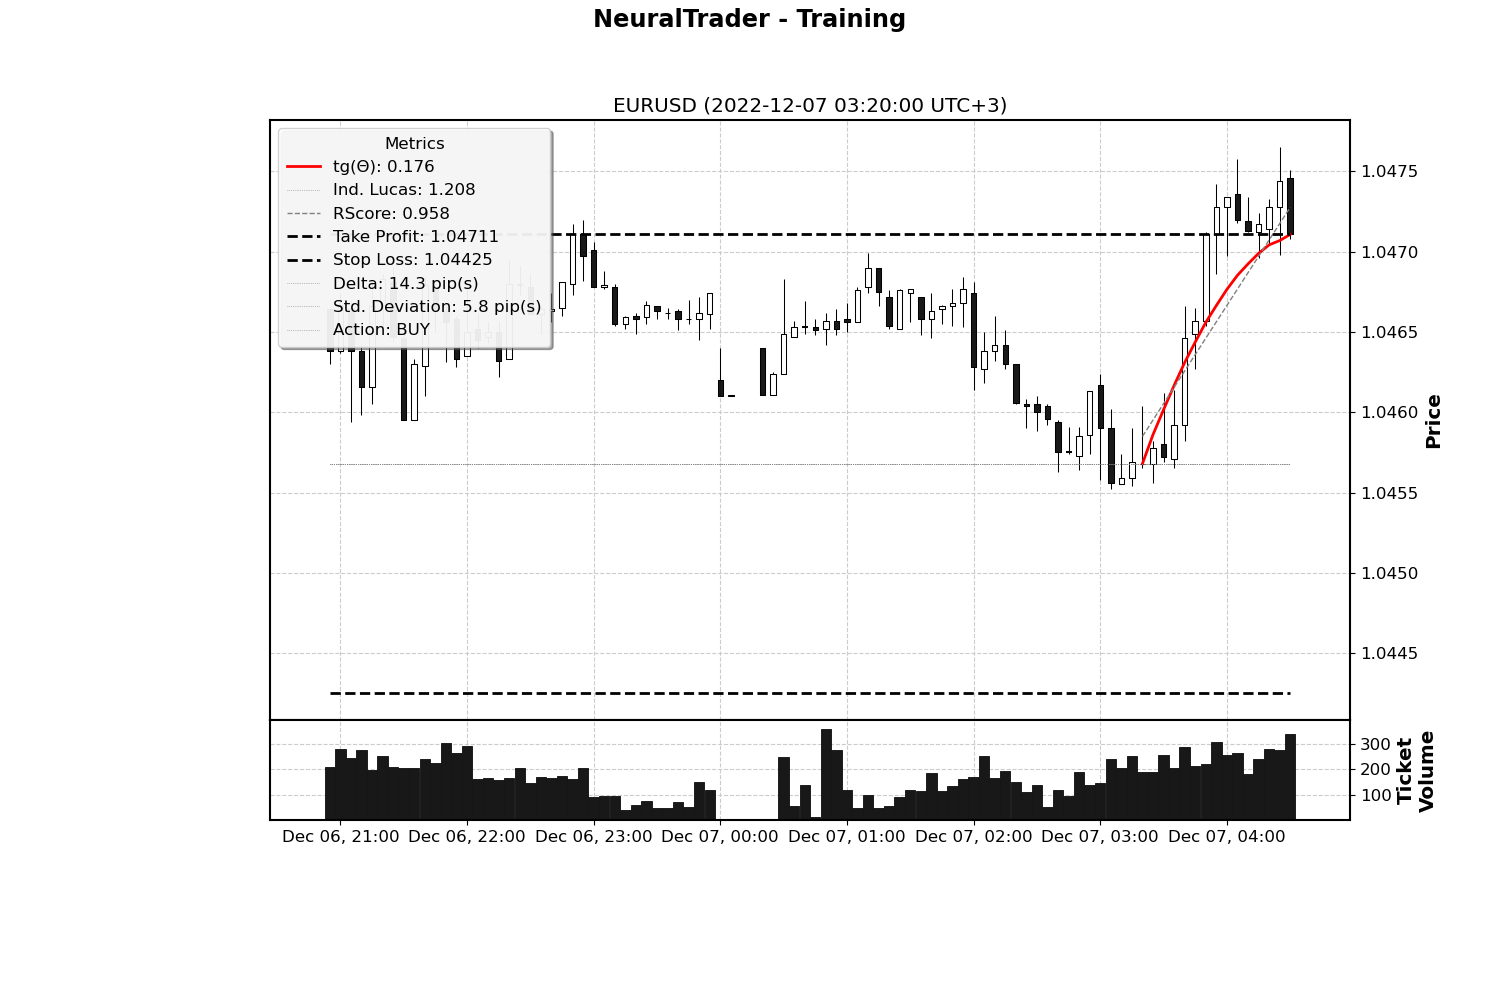 NeuralTrader - Training
EURUSD (2022-12-07 03:20:00 UTC+3)
Metrics
tg(Θ): 0.176
Ind. Lucas: 1.208
RScore: 0.958
Take Profit: 1.04711
Stop Loss: 1.04425
Delta: 14.3 pip(s)
Std. Deviation: 5.8 pip(s)
Action: BUY
1.0475
1.0470
1.0465
1.0460
1.0455
1.0450
1.0445
Price
300
200
100
Ticket
Volume
Dec 06, 21:00 Dec 06, 22:00 Dec 06, 23:00 Dec 07, 00:00 Dec 07, 01:00 Dec 07, 02:00 Dec 07, 03:00 Dec 07, 04:00